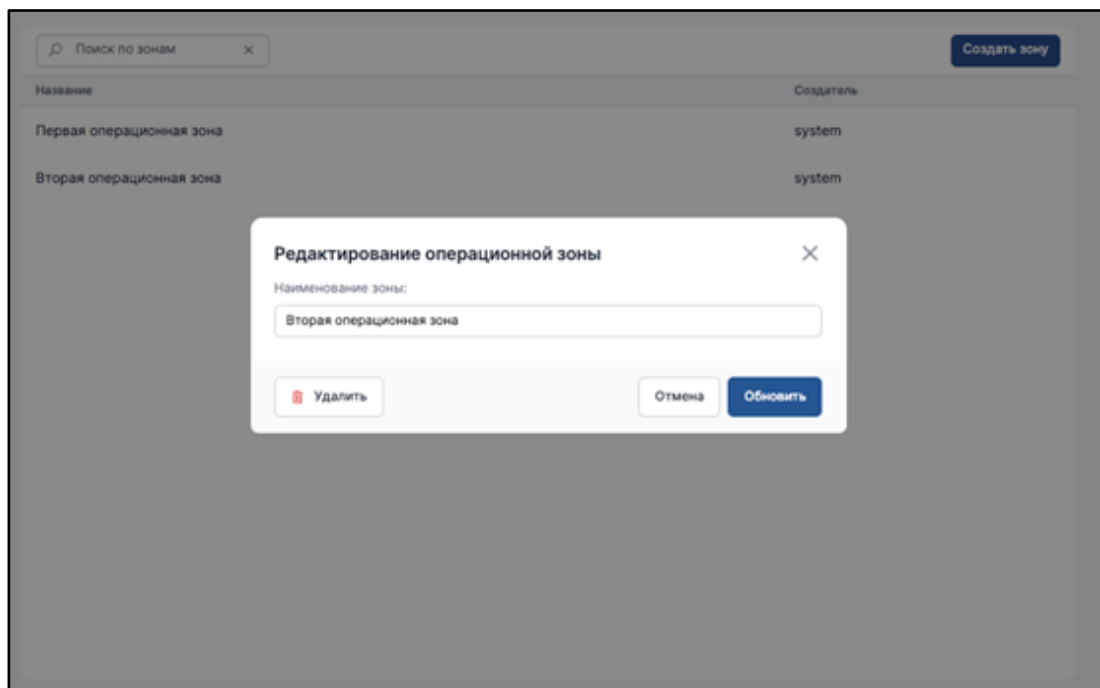 Поиск по зонам
Создать зону
Название Создатель
Первая операционная зона system
Вторая операционная зона system
Редактирование операционной зоны
Наименование зоны:
Вторая операционная зона
Удалить Отмена Обновить